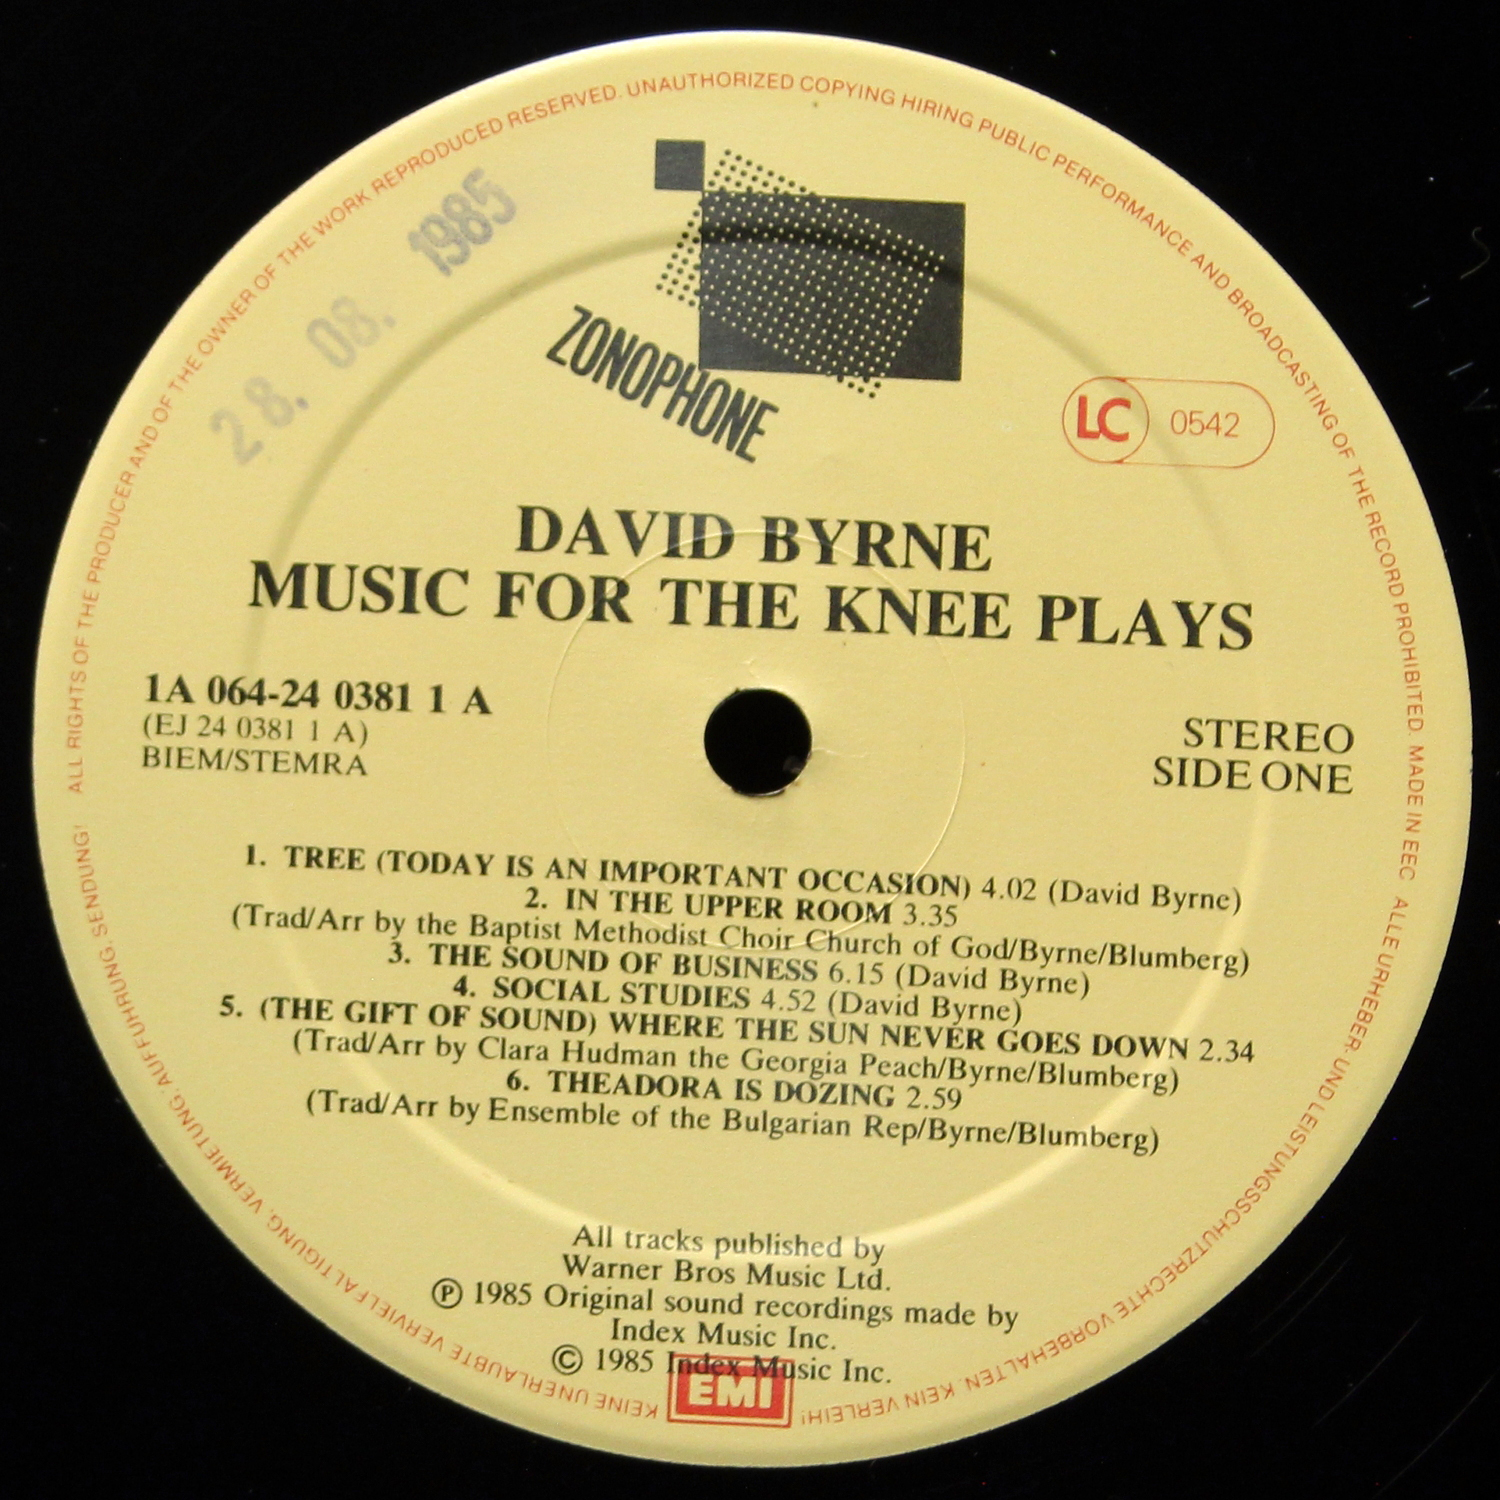 ALL RIGHTS OF THE PRODUCER AND OF THE OWNER OF THE WORK REPRODUCED RESERVED. UNAUTHORIZED COPYING HIRING PUBLIC PERFORMANCE AND BROADCASTING OF THE RECORD PROHIBITED. MADE IN EEC
28. 08. 1985
ZONOPHONE
LC 0542
DAVID BYRNE
MUSIC FOR THE KNEE PLAYS
1A 064-24 0381 1 A
(EJ 24 0381 1 A)
BIEM/STEMRA
STEREO
SIDE ONE
1. TREE (TODAY IS AN IMPORTANT OCCASION) 4.02 (David Byrne)
2. IN THE UPPER ROOM 3.35
(Trad/Arr by the Baptist Methodist Choir Church of God/Byrne/Blumberg)
3. THE SOUND OF BUSINESS 6.15 (David Byrne)
4. SOCIAL STUDIES 4.52 (David Byrne)
5. (THE GIFT OF SOUND) WHERE THE SUN NEVER GOES DOWN 2.34
(Trad/Arr by Clara Hudman the Georgia Peach/Byrne/Blumberg)
6. THEADORA IS DOZING 2.59
(Trad/Arr by Ensemble of the Bulgarian Rep/Byrne/Blumberg)
All tracks published by
Warner Bros Music Ltd.
Ⓟ 1985 Original sound recordings made by
Index Music Inc.
© 1985 Index Music Inc.
EMI
ALLE URHEBER- UND LEISTUNGSSCHUTZRECHTE VORBEHALTEN. KEIN VERLEIH! KEINE UNERLAUBTE VERVIELFALTIGUNG, VERMIETUNG, AUFFUHRUNG, SENDUNG!